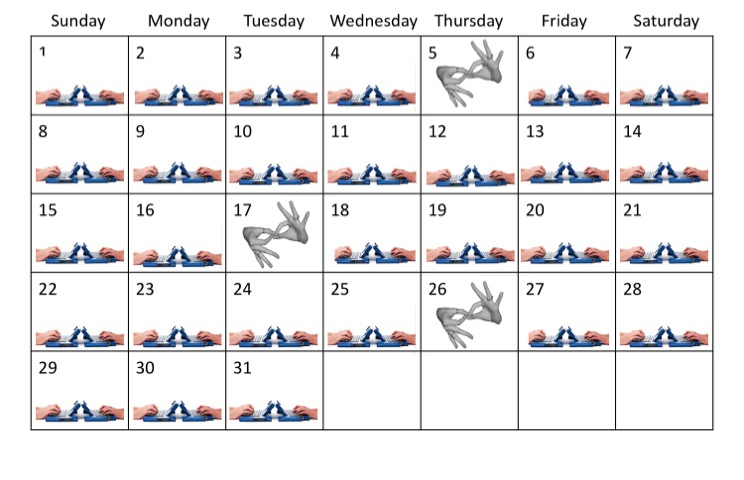 Sunday Monday Tuesday Wednesday Thursday Friday Saturday
1 2 3 4 5 6 7
8 9 10 11 12 13 14
15 16 17 18 19 20 21
22 23 24 25 26 27 28
29 30 31